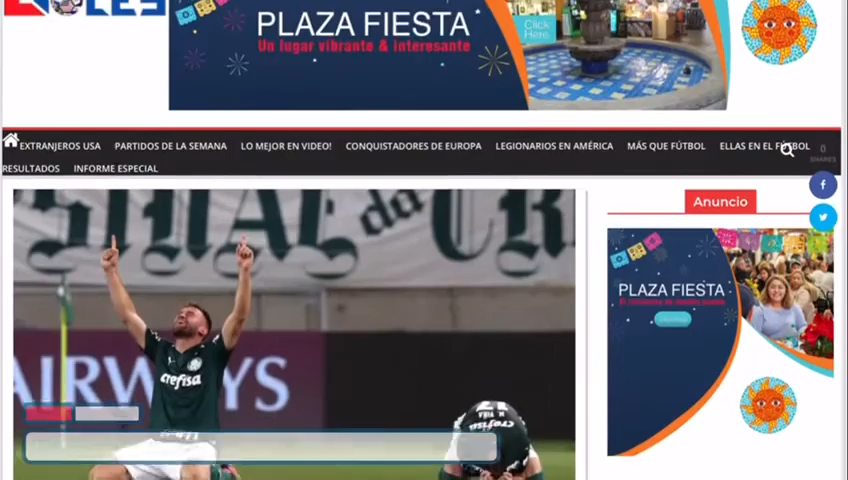 PLAZA FIESTA
Un lugar vibrante & interesante
Click
Here
EXTRANJEROS USA PARTIDOS DE LA SEMANA LO MEJOR EN VIDEO! CONQUISTADORES DE EUROPA LEGIONARIOS EN AMÉRICA MÁS QUE FÚTBOL ELLAS EN EL FÚTBOL
0
SHARES
RESULTADOS INFORME ESPECIAL
Anuncio
PLAZA FIESTA
crefisa
AIRWAYS
crefisa